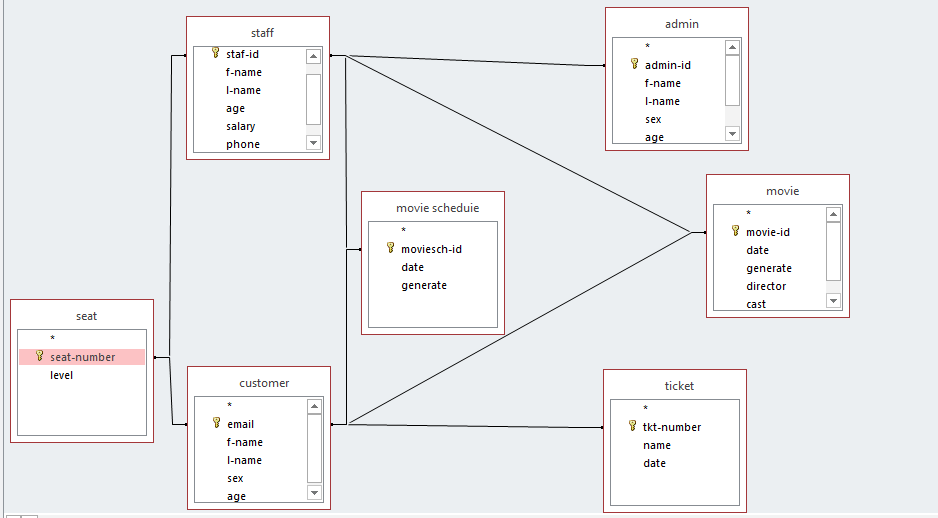 staff
staf-id
f-name
l-name
age
salary
phone
admin
*
admin-id
f-name
l-name
sex
age
movie scheduie
*
moviesch-id
date
generate
movie
*
movie-id
date
generate
director
cast
seat
*
seat-number
level
customer
*
email
f-name
l-name
sex
age
ticket
*
tkt-number
name
date